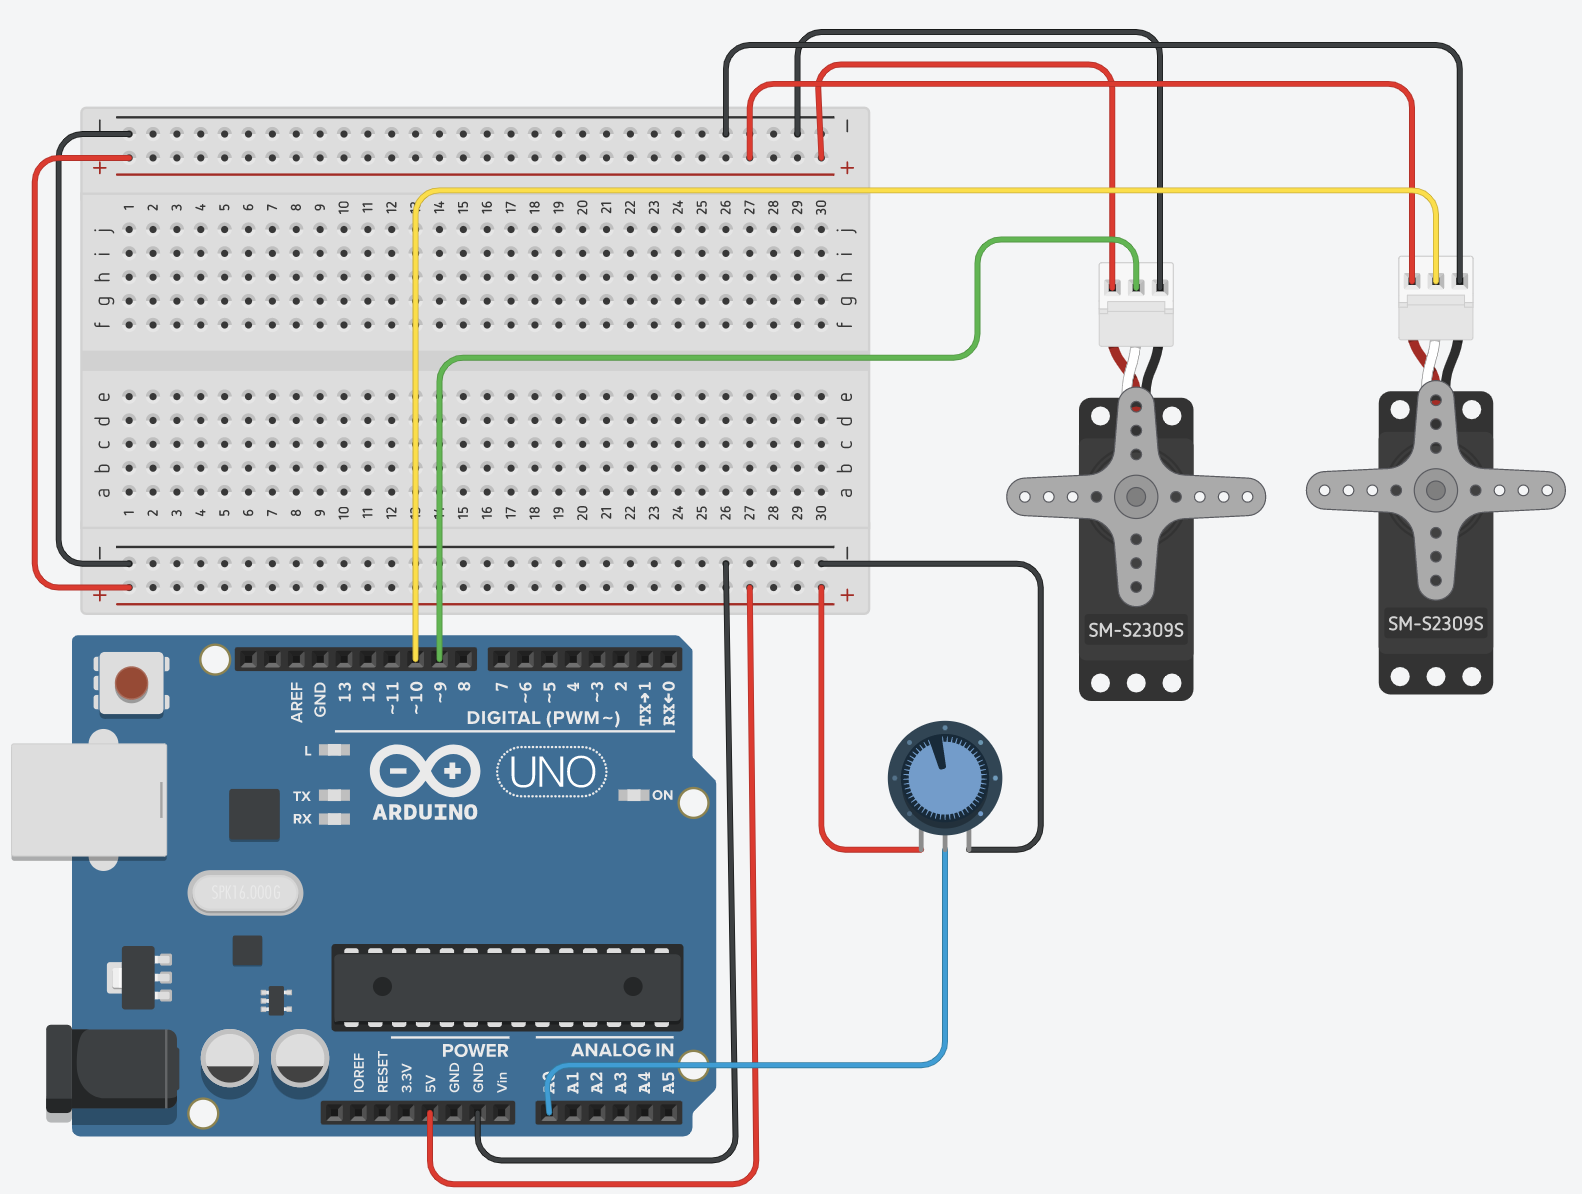 − −
+ +
1 2 3 4 5 6 7 8 9 10 11 12 13 14 15 16 17 18 19 20 21 22 23 24 25 26 27 28 29 30
j j
i i
h h
g g
f f
e e
d d
c c
b b
a a
1 2 3 4 5 6 7 8 9 10 11 12 13 14 15 16 17 18 19 20 21 22 23 24 25 26 27 28 29 30
− −
+ +
SM-S2309S
SM-S2309S
AREF GND 13 12 ~11 ~10 ~9 8 7 ~6 ~5 4 ~3 2 TX→1 RX←0
DIGITAL (PWM~)
L
TX
RX
ARDUINO
UNO
ON
SPK16.000G
POWER
ANALOG IN
IOREF RESET 3.3V 5V GND GND Vin A0 A1 A2 A3 A4 A5